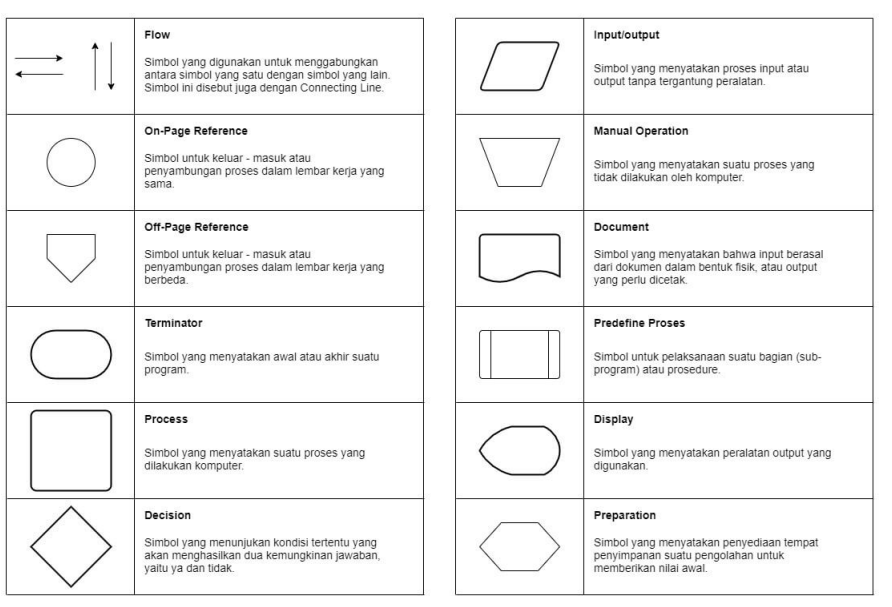 Flow
Simbol yang digunakan untuk menggabungkan
antara simbol yang satu dengan simbol yang lain.
Simbol ini disebut juga dengan Connecting Line.
On-Page Reference
Simbol untuk keluar - masuk atau
penyambungan proses dalam lembar kerja yang
sama.
Off-Page Reference
Simbol untuk keluar - masuk atau
penyambungan proses dalam lembar kerja yang
berbeda.
Terminator
Simbol yang menyatakan awal atau akhir suatu
program.
Process
Simbol yang menyatakan suatu proses yang
dilakukan komputer.
Decision
Simbol yang menunjukan kondisi tertentu yang
akan menghasilkan dua kemungkinan jawaban,
yaitu ya dan tidak.
Input/output
Simbol yang menyatakan proses input atau
output tanpa tergantung peralatan.
Manual Operation
Simbol yang menyatakan suatu proses yang
tidak dilakukan oleh komputer.
Document
Simbol yang menyatakan bahwa input berasal
dari dokumen dalam bentuk fisik, atau output
yang perlu dicetak.
Predefine Proses
Simbol untuk pelaksanaan suatu bagian (sub-
program) atau prosedure.
Display
Simbol yang menyatakan peralatan output yang
digunakan.
Preparation
Simbol yang menyatakan penyediaan tempat
penyimpanan suatu pengolahan untuk
memberikan nilai awal.